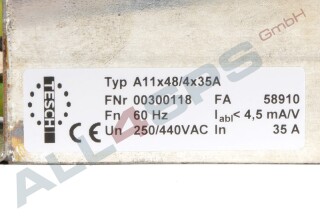 TESCH
Typ A11x48/4x35A
FNr 00300118 FA 58910
Fn 60 Hz Iabl< 4,5 mA/V
CE Un 250/440VAC In 35 A
ALL4SPS GmbH